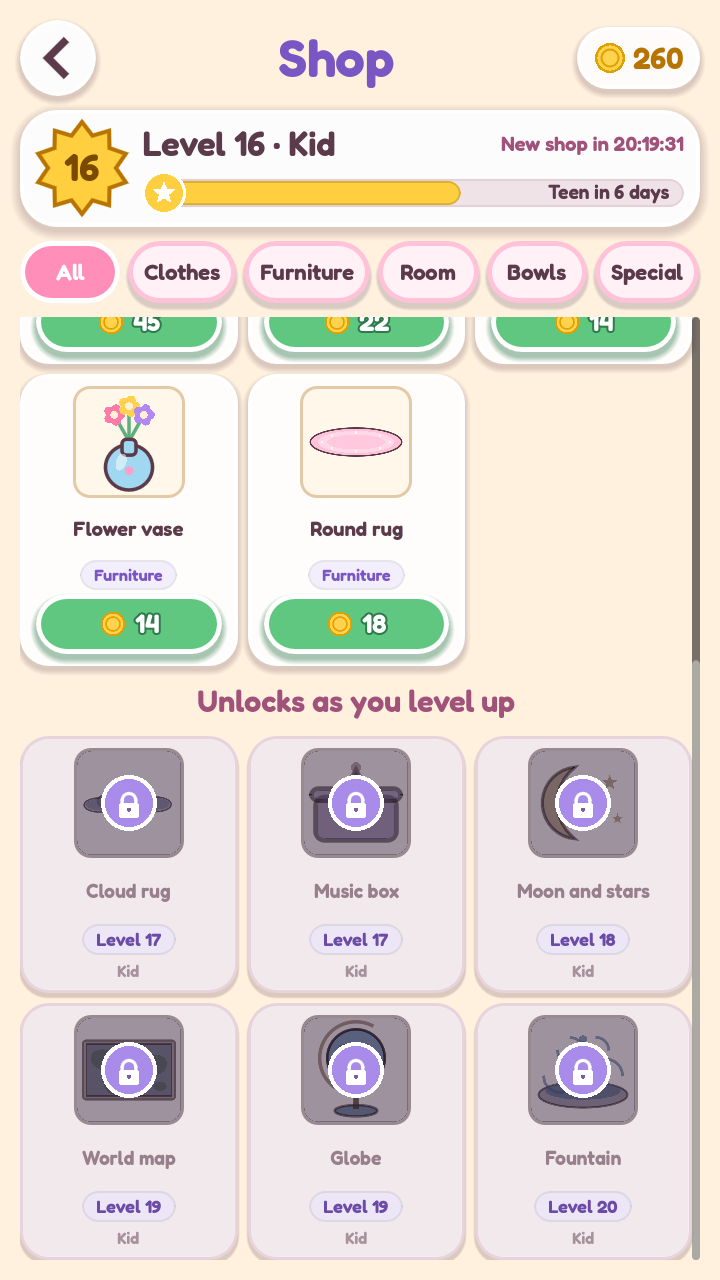 Shop
260
16
Level 16 · Kid
New shop in 20:19:31
Teen in 6 days
All
Clothes
Furniture
Room
Bowls
Special
45
22
14
Flower vase
Round rug
Furniture
Furniture
14
18
Unlocks as you level up
Cloud rug
Music box
Moon and stars
Level 17
Level 17
Level 18
Kid
Kid
Kid
World map
Globe
Fountain
Level 19
Level 19
Level 20
Kid
Kid
Kid